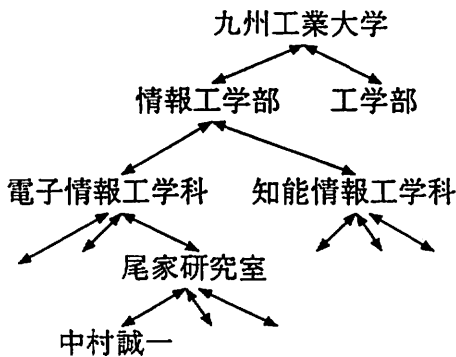 九州工業大学
情報工学部 工学部
電子情報工学科 知能情報工学科
尾家研究室
中村誠一